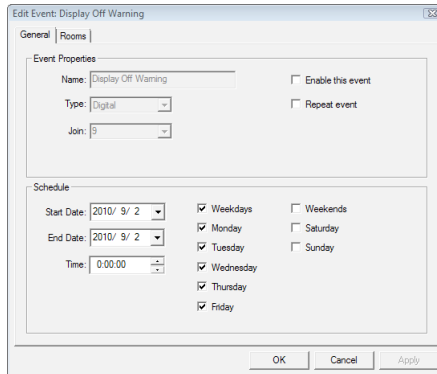 Edit Event: Display Off Warning
General Rooms
Event Properties
Name: Display Off Warning
Enable this event
Type: Digital
Repeat event
Join: 9
Schedule
Start Date: 2010/ 9/ 2
Weekdays
Weekends
Monday
Saturday
End Date: 2010/ 9/ 2
Tuesday
Sunday
Time: 0:00:00
Wednesday
Thursday
Friday
OK Cancel Apply